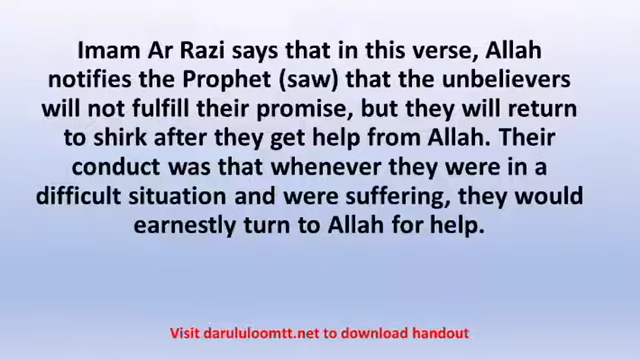 Imam Ar Razi says that in this verse, Allah
notifies the Prophet (saw) that the unbelievers
will not fulfill their promise, but they will return
to shirk after they get help from Allah. Their
conduct was that whenever they were in a
difficult situation and were suffering, they would
earnestly turn to Allah for help.
Visit darululoomtt.net to download handout